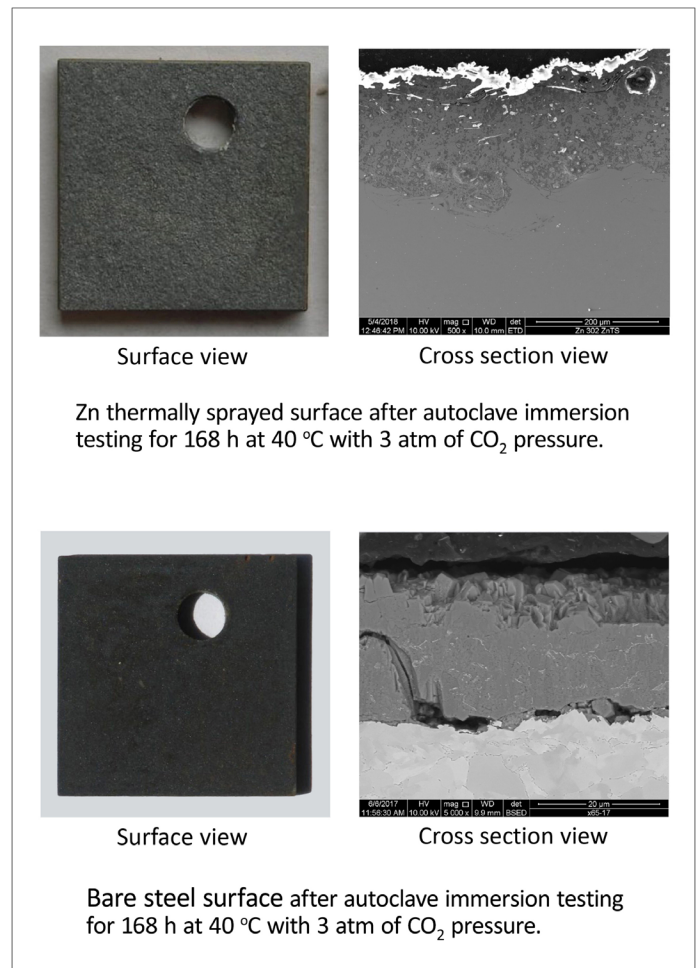 5/4/2018 HV mag □ WD det 200 µm
12:46:42 PM 10.00 kV 500 x 10.0 mm ETD Zn 302 ZnTS
Surface view
Cross section view
Zn thermally sprayed surface after autoclave immersion
testing for 168 h at 40 °C with 3 atm of CO₂ pressure.
6/6/2017 HV mag □ WD det 20 µm
11:56:30 AM 10.00 kV 5 000 x 9.9 mm BSED x65-17
Surface view
Cross section view
Bare steel surface after autoclave immersion testing
for 168 h at 40 °C with 3 atm of CO₂ pressure.